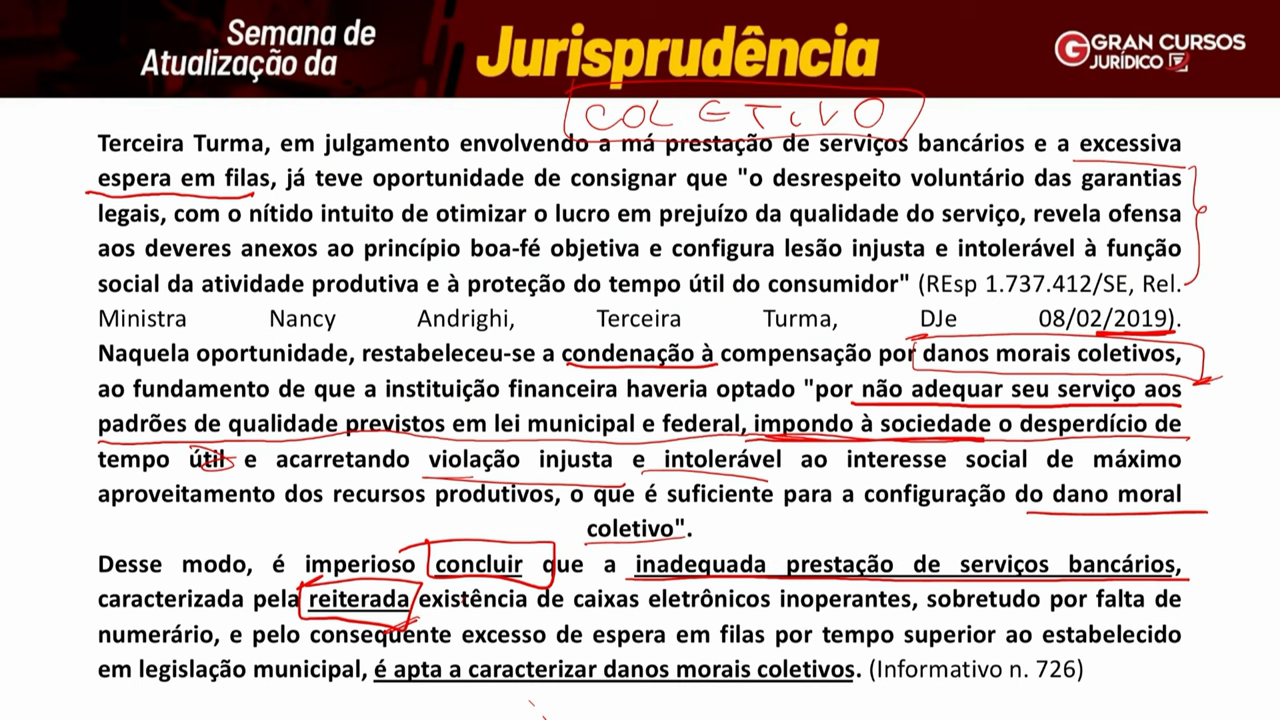 Semana de
Atualização da
Jurisprudência
GRAN CURSOS
JURÍDICO
COLETIVO
Terceira Turma, em julgamento envolvendo a má prestação de serviços bancários e a excessiva
espera em filas, já teve oportunidade de consignar que "o desrespeito voluntário das garantias
legais, com o nítido intuito de otimizar o lucro em prejuízo da qualidade do serviço, revela ofensa
aos deveres anexos ao princípio boa-fé objetiva e configura lesão injusta e intolerável à função
social da atividade produtiva e à proteção do tempo útil do consumidor" (REsp 1.737.412/SE, Rel.
Ministra Nancy Andrighi, Terceira Turma, DJe 08/02/2019).
Naquela oportunidade, restabeleceu-se a condenação à compensação por danos morais coletivos,
ao fundamento de que a instituição financeira haveria optado "por não adequar seu serviço aos
padrões de qualidade previstos em lei municipal e federal, impondo à sociedade o desperdício de
tempo útil e acarretando violação injusta e intolerável ao interesse social de máximo
aproveitamento dos recursos produtivos, o que é suficiente para a configuração do dano moral
coletivo".
Desse modo, é imperioso concluir que a inadequada prestação de serviços bancários,
caracterizada pela reiterada existência de caixas eletrônicos inoperantes, sobretudo por falta de
numerário, e pelo consequente excesso de espera em filas por tempo superior ao estabelecido
em legislação municipal, é apta a caracterizar danos morais coletivos. (Informativo n. 726)